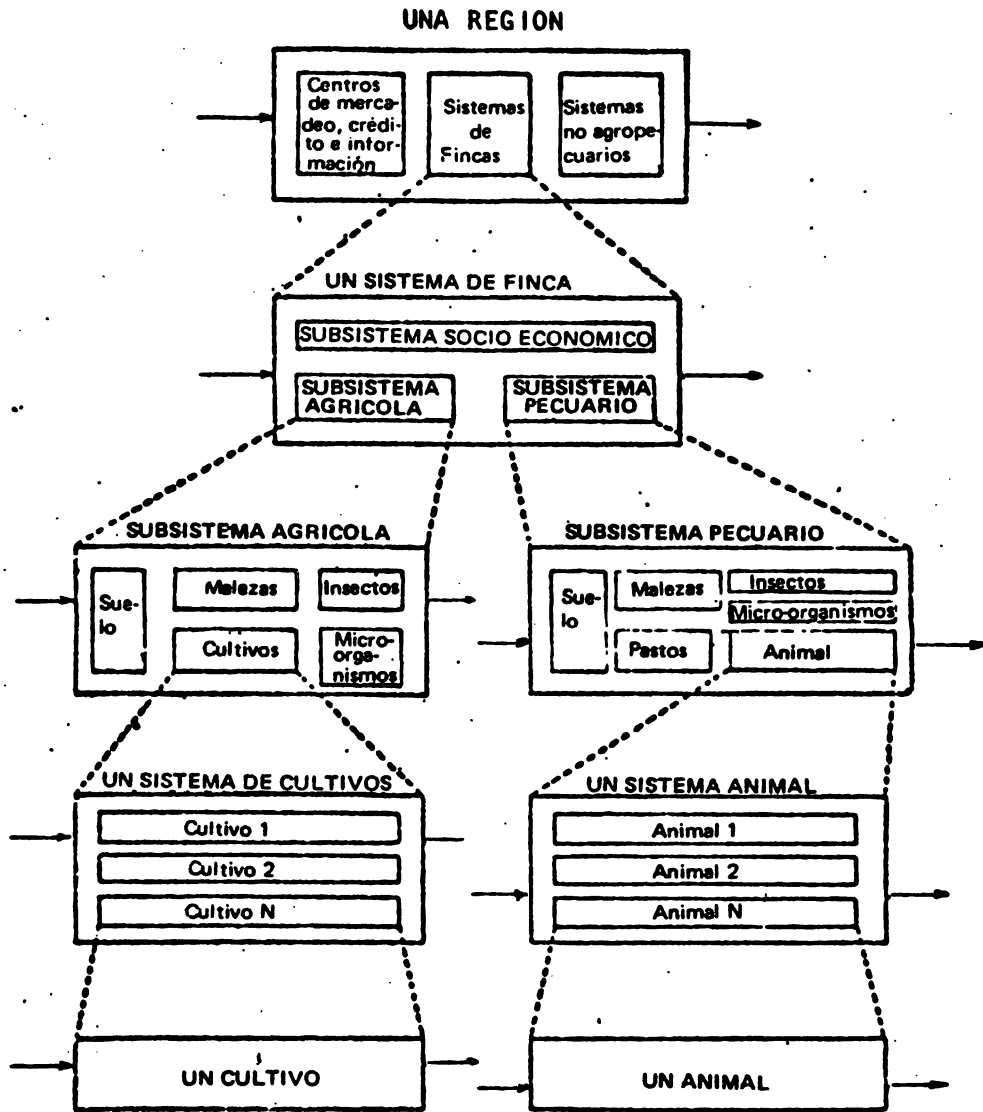 UNA REGION
Centros
de merca-
deo, crédi-
to e infor-
mación
Sistemas
de
Fincas
Sistemas
no agrope-
cuarios
UN SISTEMA DE FINCA
SUBSISTEMA SOCIO ECONOMICO
SUBSISTEMA
AGRICOLA
SUBSISTEMA
PECUARIO
SUBSISTEMA AGRICOLA
Sue-
lo
Malezas
Insectos
Cultivos
Micro-
orga-
nismos
SUBSISTEMA PECUARIO
Sue-
lo
Malezas
Insectos
Micro-organismos
Pastos
Animal
UN SISTEMA DE CULTIVOS
Cultivo 1
Cultivo 2
Cultivo N
UN SISTEMA ANIMAL
Animal 1
Animal 2
Animal N
UN CULTIVO
UN ANIMAL